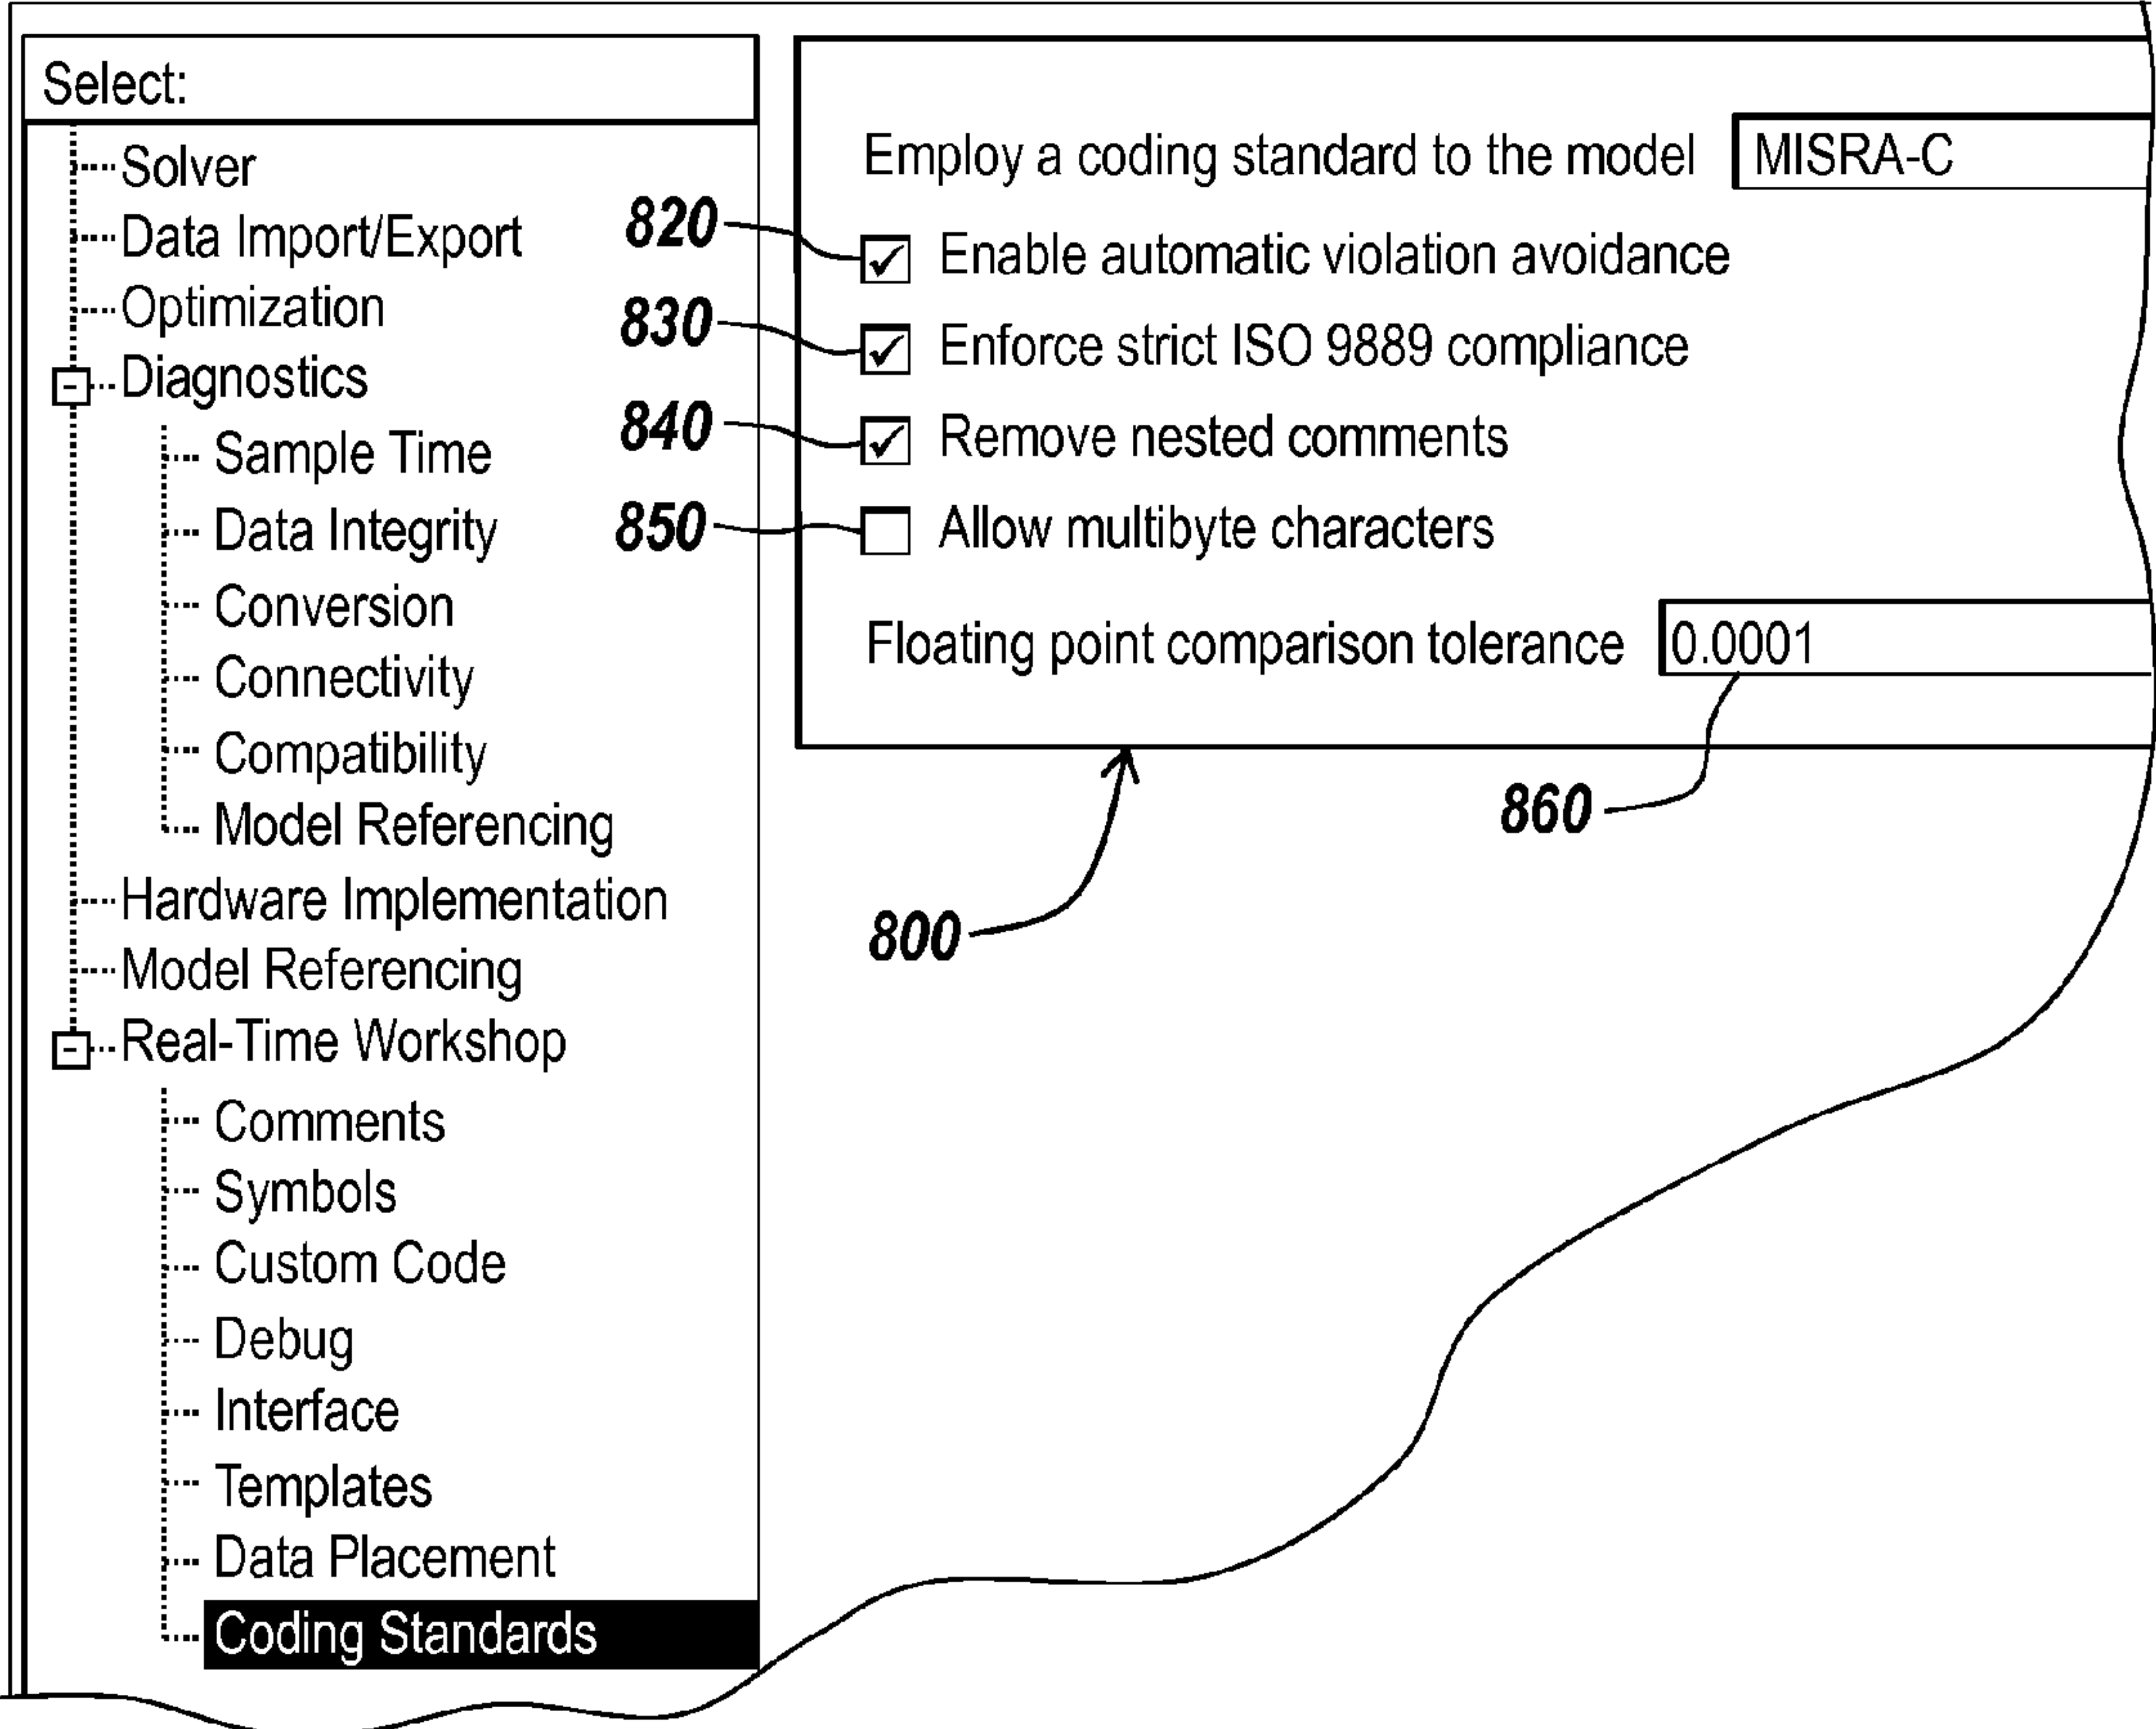 Select:
Solver
Data Import/Export
Optimization
Diagnostics
Sample Time
Data Integrity
Conversion
Connectivity
Compatibility
Model Referencing
Hardware Implementation
Model Referencing
Real-Time Workshop
Comments
Symbols
Custom Code
Debug
Interface
Templates
Data Placement
Coding Standards
Employ a coding standard to the model MISRA-C
820 Enable automatic violation avoidance
830 Enforce strict ISO 9889 compliance
840 Remove nested comments
850 Allow multibyte characters
Floating point comparison tolerance 0.0001
860
800